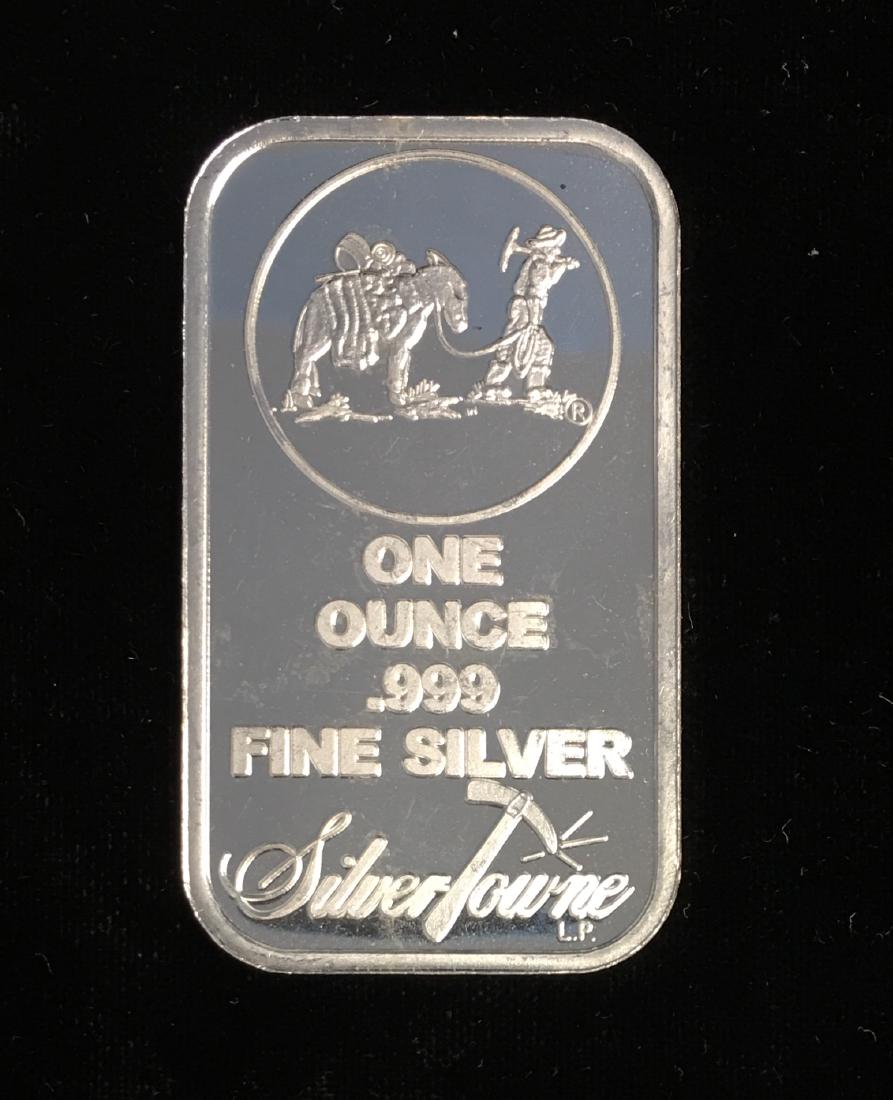 ®
ONE
OUNCE
.999
FINE SILVER
SilverTowne
L.P.